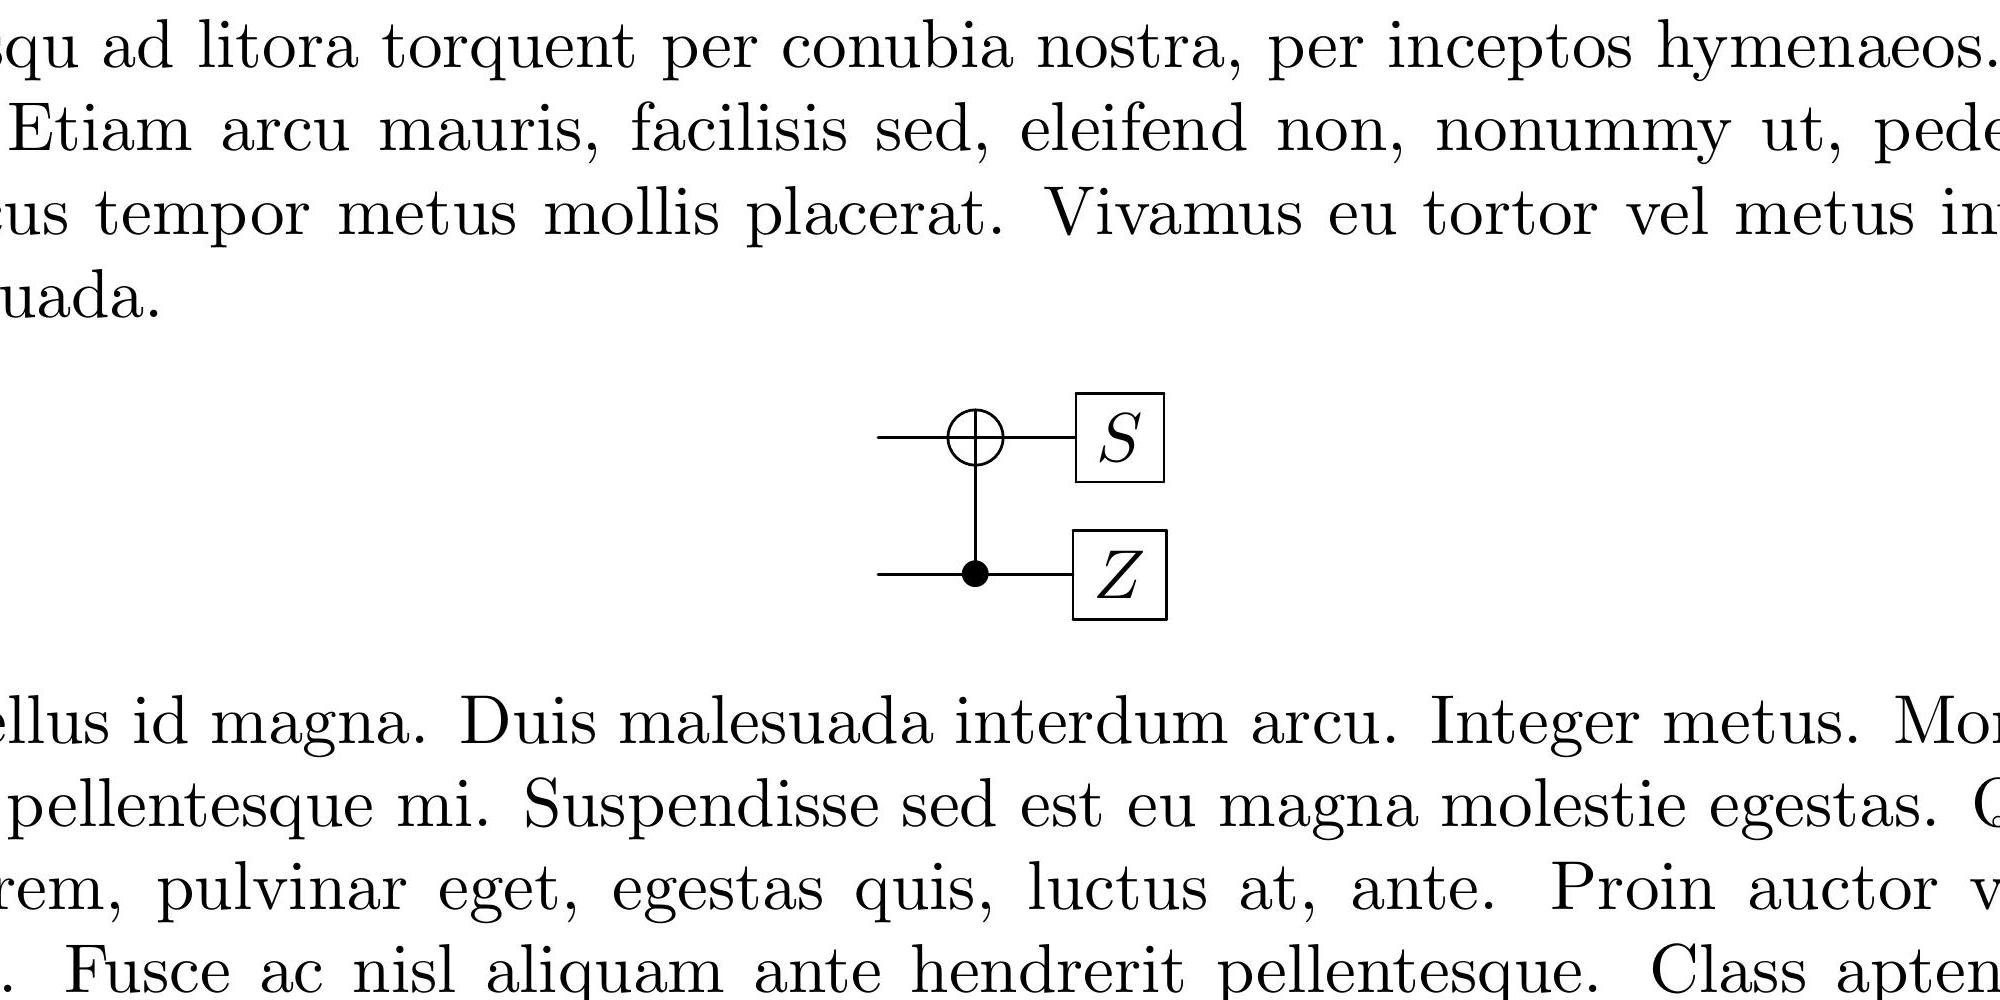 squ ad litora torquent per conubia nostra, per inceptos hymenaeos.
Etiam arcu mauris, facilisis sed, eleifend non, nonummy ut, pede
cus tempor metus mollis placerat. Vivamus eu tortor vel metus in
uada.
S
Z
ellus id magna. Duis malesuada interdum arcu. Integer metus. Mor
pellentesque mi. Suspendisse sed est eu magna molestie egestas. Q
rem, pulvinar eget, egestas quis, luctus at, ante. Proin auctor v
. Fusce ac nisl aliquam ante hendrerit pellentesque. Class apten